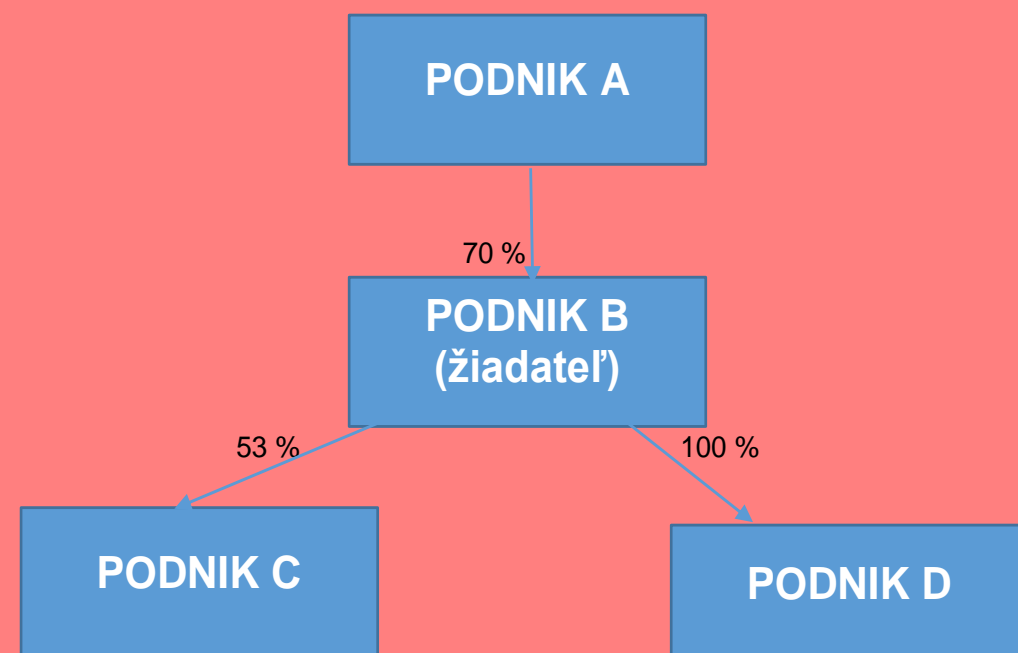 PODNIK A
70 %
PODNIK B
(žiadateľ)
53 %
100 %
PODNIK C
PODNIK D